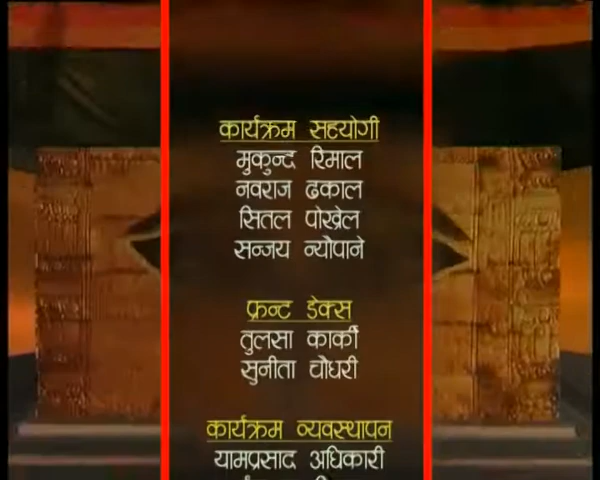 कार्यक्रम सहयोगी
मुकुन्द रिमाल
नवराज ढकाल
सितल पोखेल
सन्जय न्योपाने
फ्रन्ट डेक्स
तुलसा कार्की
सुनीता चोधरी
कार्यक्रम व्यवस्थापन
यामप्रसाद अधिकारी